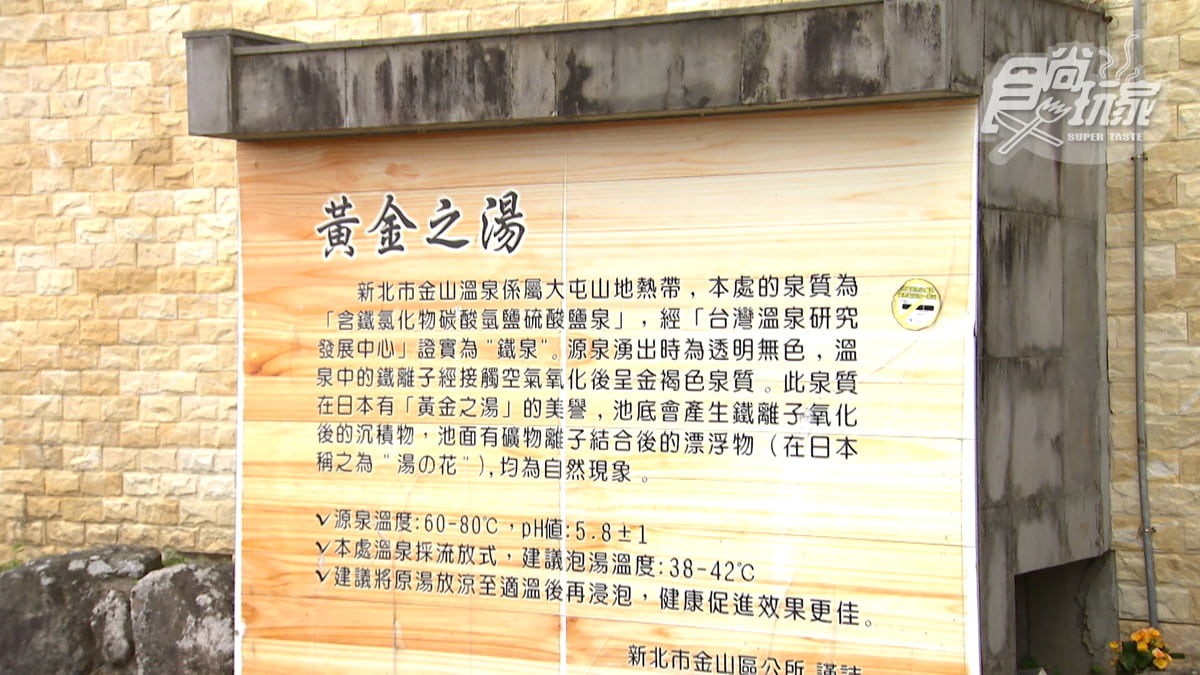 食尚玩家
SUPER TASTE
黃金之湯
新北市金山溫泉係屬大屯山地熱帶，本處的泉質為
「含鐵氯化物碳酸氫鹽硫酸鹽泉」，經「台灣溫泉研究
發展中心」證實為"鐵泉"。源泉湧出時為透明無色，溫
泉中的鐵離子經接觸空氣氧化後呈金褐色泉質。此泉質
在日本有「黃金之湯」的美譽，池底會產生鐵離子氧化
後的沉積物，池面有礦物離子結合後的漂浮物（在日本
稱之為"湯の花"），均為自然現象。
√源泉溫度:60-80℃，pH值:5.8±1
√本處溫泉採流放式，建議泡湯溫度:38-42℃
√建議將原湯放涼至適溫後再浸泡，健康促進效果更佳。
新北市金山區公所 謹誌